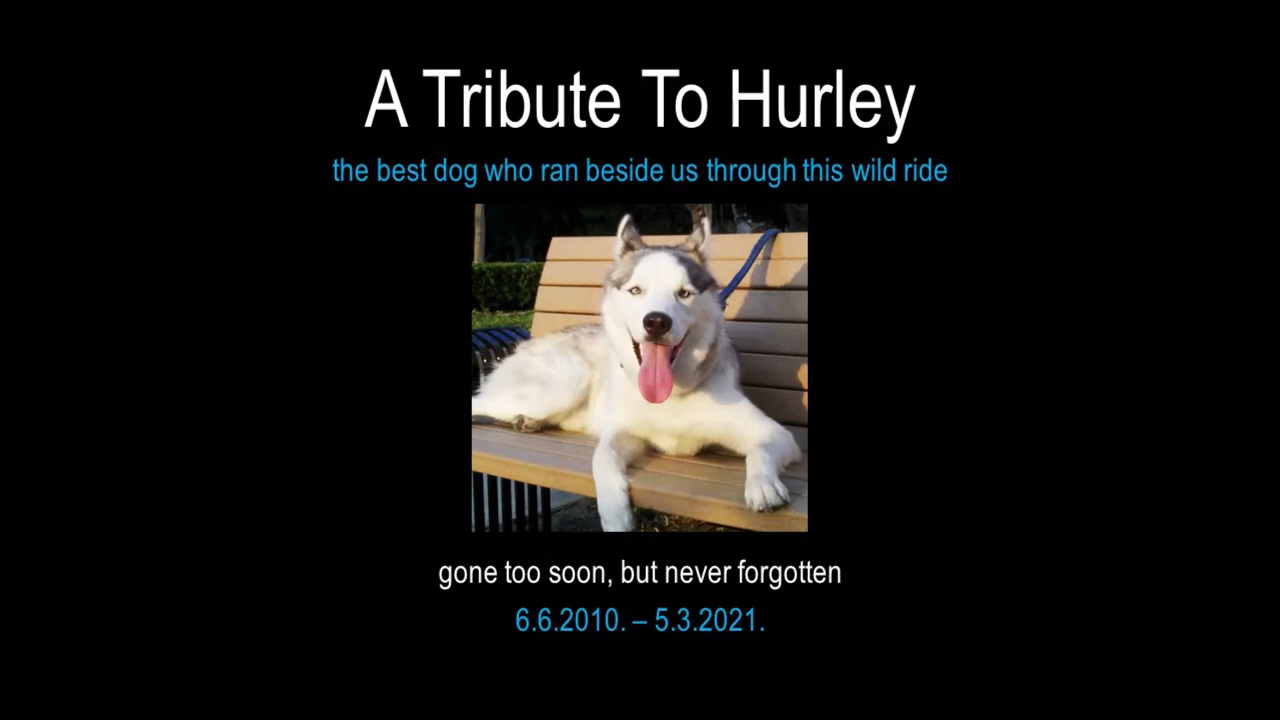 A Tribute To Hurley
the best dog who ran beside us through this wild ride
gone too soon, but never forgotten
6.6.2010. – 5.3.2021.